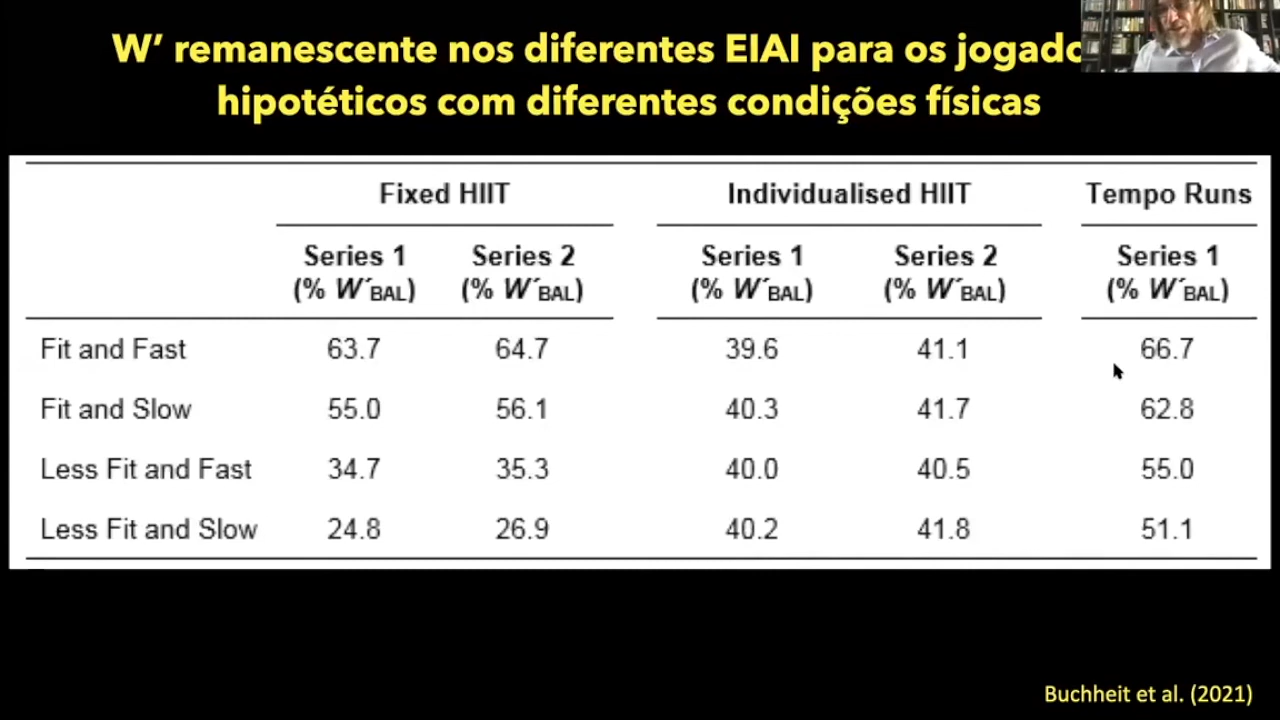 W’ remanescente nos diferentes EIAI para os
hipotéticos com diferentes condições físicas
Fixed HIIT Individualised HIIT Tempo Runs
Series 1 Series 2 Series 1 Series 2 Series 1
(% W´BAL) (% W´BAL) (% W´BAL) (% W´BAL) (% W´BAL)
Fit and Fast 63.7 64.7 39.6 41.1 66.7
Fit and Slow 55.0 56.1 40.3 41.7 62.8
Less Fit and Fast 34.7 35.3 40.0 40.5 55.0
Less Fit and Slow 24.8 26.9 40.2 41.8 51.1
Buchheit et al. (2021)